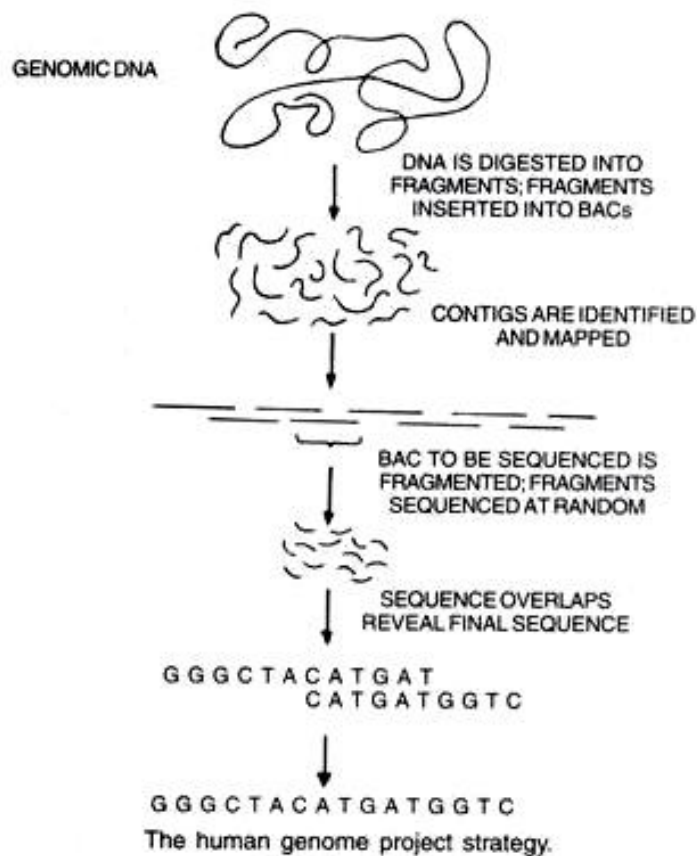 GENOMIC DNA
DNA IS DIGESTED INTO
FRAGMENTS; FRAGMENTS
INSERTED INTO BACs
CONTIGS ARE IDENTIFIED
AND MAPPED
BAC TO BE SEQUENCED IS
FRAGMENTED; FRAGMENTS
SEQUENCED AT RANDOM
SEQUENCE OVERLAPS
REVEAL FINAL SEQUENCE
G G G C T A C A T G A T
C A T G A T G G T C
G G G C T A C A T G A T G G T C
The human genome project strategy.